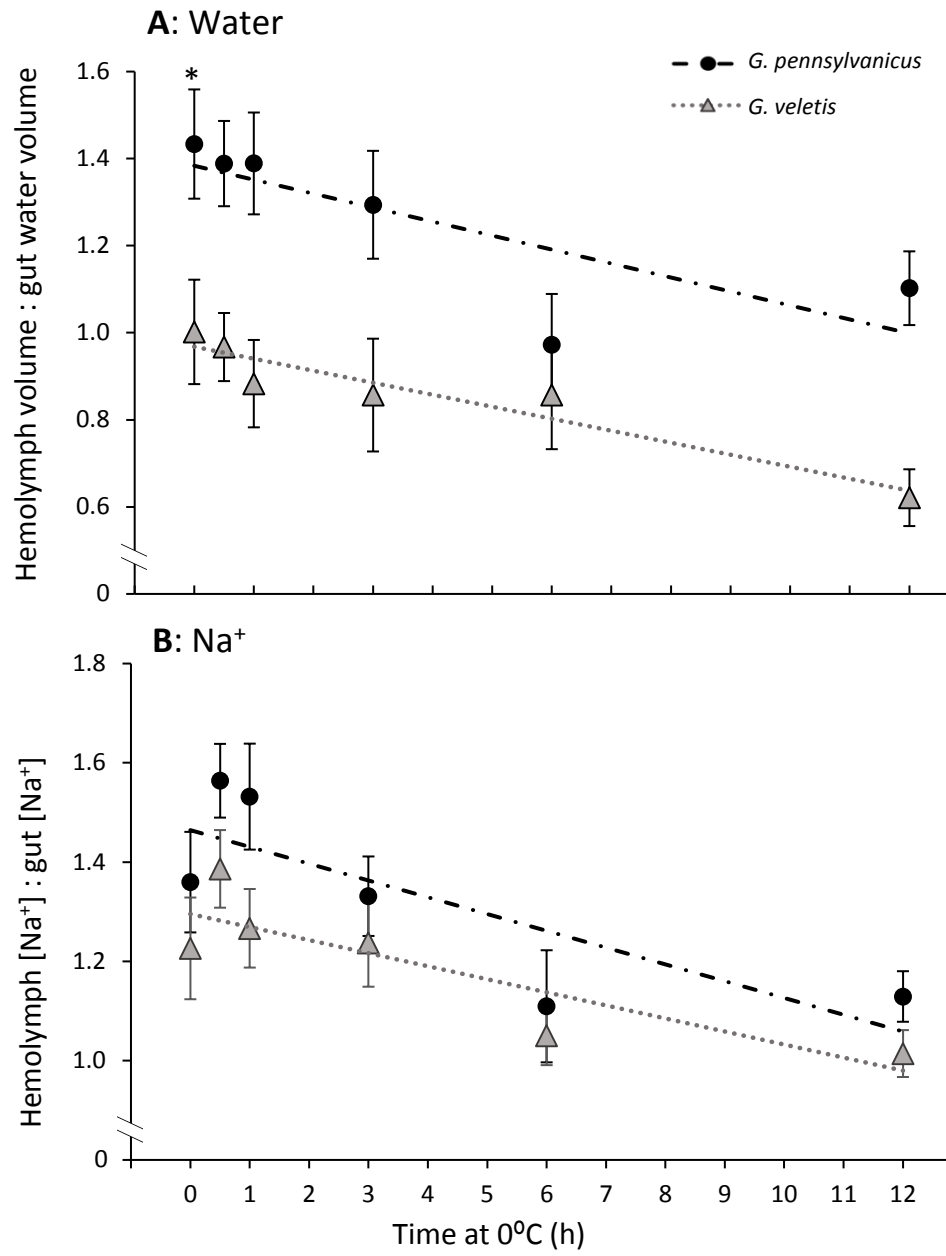 A: Water
G. pennsylvanicus
G. veletis
*
Hemolymph volume : gut water volume
1.6
1.4
1.2
1.0
0.8
0.6
0
B: Na⁺
Hemolymph [Na⁺] : gut [Na⁺]
1.8
1.6
1.4
1.2
1.0
0
0 1 2 3 4 5 6 7 8 9 10 11 12
Time at 0⁰C (h)